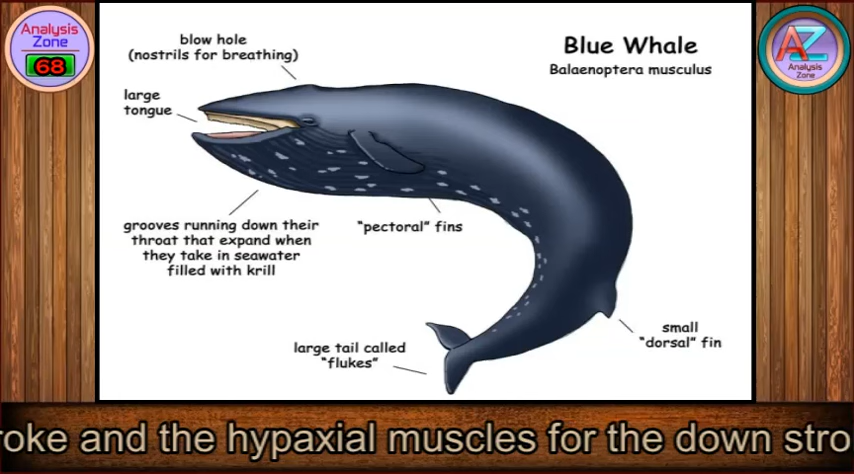 Analysis
Zone
68
blow hole
(nostrils for breathing)
Blue Whale
Balaenoptera musculus
AZ
Analysis
Zone
large
tongue
grooves running down their
throat that expand when
they take in seawater
filled with krill
"pectoral" fins
small
"dorsal" fin
large tail called
"flukes"
roke and the hypaxial muscles for the down stro